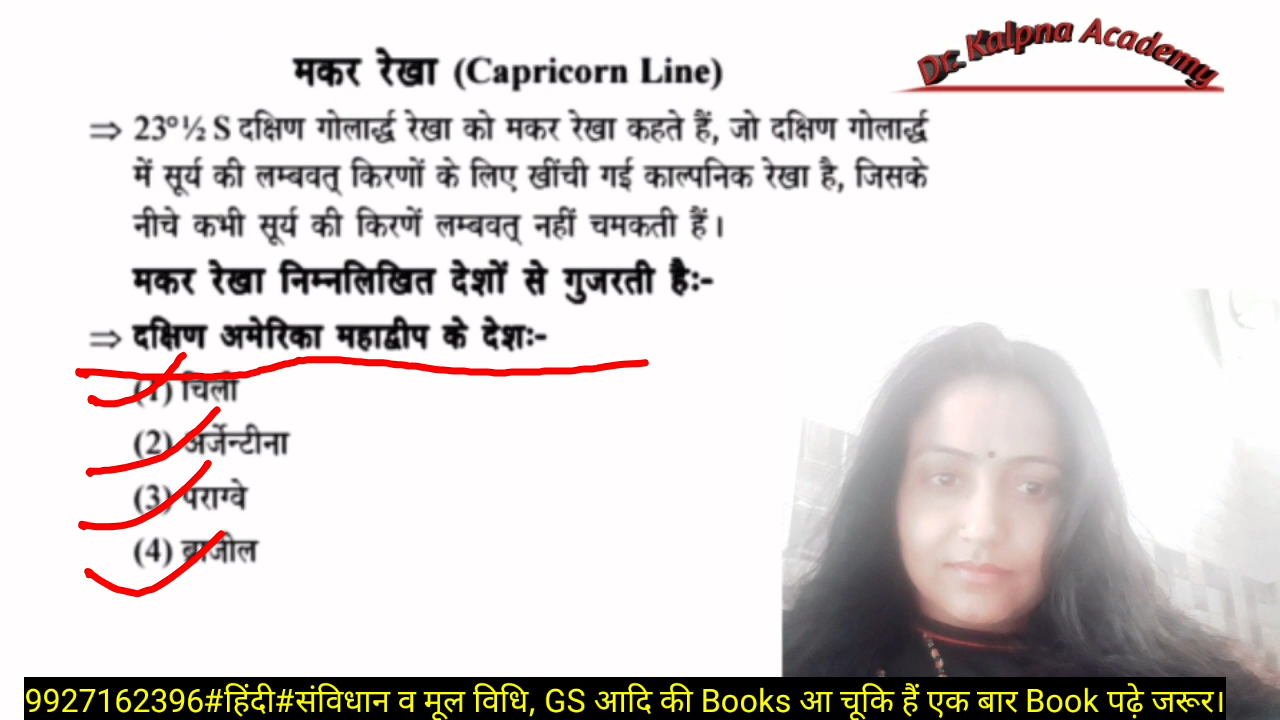 Dr. Kalpna Academy
मकर रेखा (Capricorn Line)
⇒ 23°½ S दक्षिण गोलार्द्ध रेखा को मकर रेखा कहते हैं, जो दक्षिण गोलार्द्ध
में सूर्य की लम्बवत् किरणों के लिए खींची गई काल्पनिक रेखा है, जिसके
नीचे कभी सूर्य की किरणें लम्बवत् नहीं चमकती हैं।
मकर रेखा निम्नलिखित देशों से गुजरती हैः-
⇒ दक्षिण अमेरिका महाद्वीप के देशः-
(1) चिली
(2) अर्जेन्टीना
(3) पराग्वे
(4) ब्राजील
9927162396#हिंदी#संविधान व मूल विधि, GS आदि की Books आ चूकि हैं एक बार Book पढ़े जरूर।